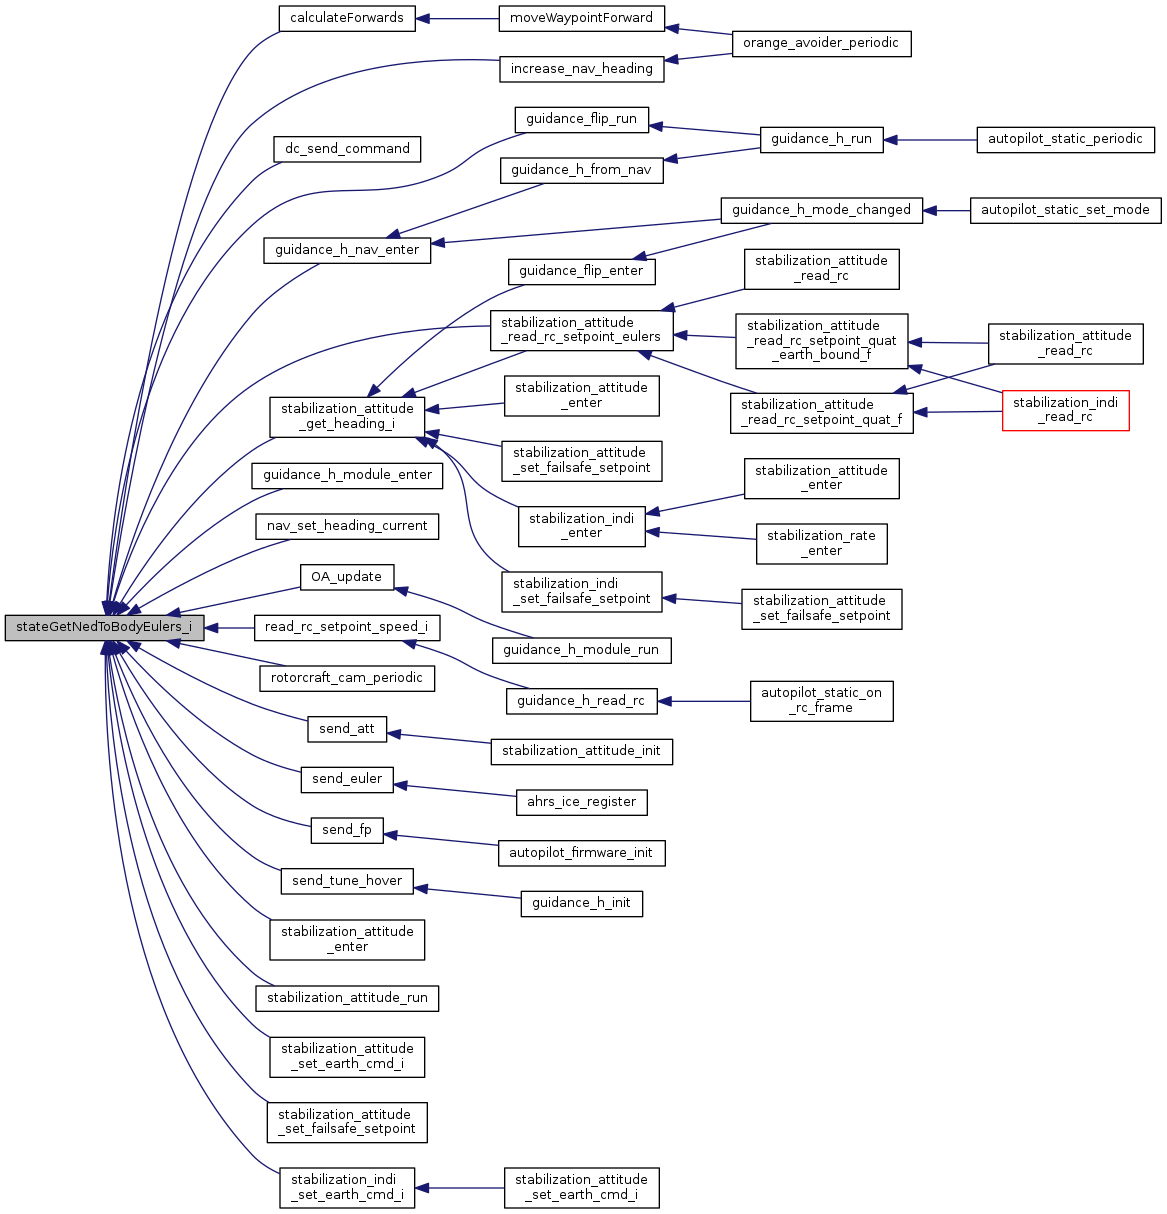 calculateForwards
moveWaypointForward
orange_avoider_periodic
increase_nav_heading
guidance_flip_run
guidance_h_run
autopilot_static_periodic
dc_send_command
guidance_h_from_nav
guidance_h_mode_changed
autopilot_static_set_mode
guidance_h_nav_enter
guidance_flip_enter
stabilization_attitude
_read_rc
stabilization_attitude
_read_rc_setpoint_eulers
stabilization_attitude
_read_rc_setpoint_quat
_earth_bound_f
stabilization_attitude
_read_rc
stabilization_attitude
_enter
stabilization_attitude
_get_heading_i
stabilization_attitude
_read_rc_setpoint_quat_f
stabilization_indi
_read_rc
stabilization_attitude
_set_failsafe_setpoint
guidance_h_module_enter
stabilization_attitude
_enter
nav_set_heading_current
stabilization_indi
_enter
stabilization_rate
_enter
OA_update
stabilization_indi
_set_failsafe_setpoint
stabilization_attitude
_set_failsafe_setpoint
stateGetNedToBodyEulers_i
read_rc_setpoint_speed_i
guidance_h_module_run
rotorcraft_cam_periodic
guidance_h_read_rc
autopilot_static_on
_rc_frame
send_att
stabilization_attitude_init
send_euler
ahrs_ice_register
send_fp
autopilot_firmware_init
send_tune_hover
guidance_h_init
stabilization_attitude
_enter
stabilization_attitude_run
stabilization_attitude
_set_earth_cmd_i
stabilization_attitude
_set_failsafe_setpoint
stabilization_indi
_set_earth_cmd_i
stabilization_attitude
_set_earth_cmd_i